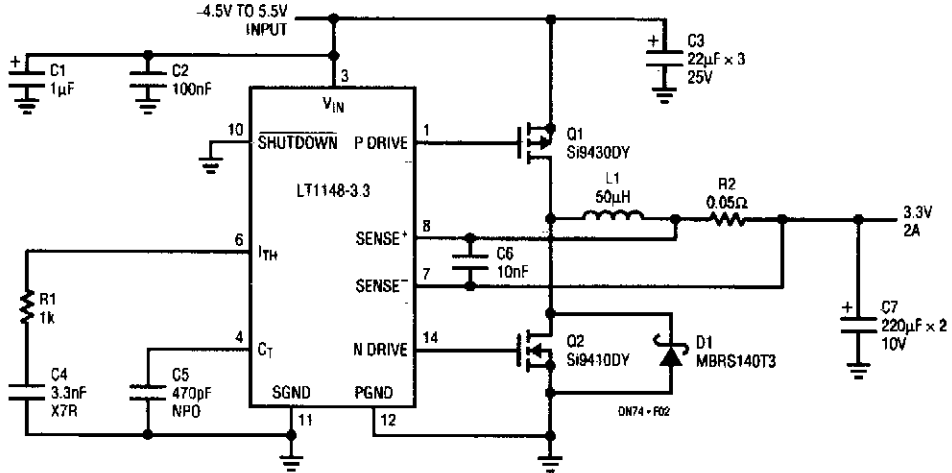 –4.5V TO 5.5V
INPUT
+
C1
1µF
C2
100nF
3
V_IN
+
C3
22µF × 3
25V
10
SHUTDOWN
P DRIVE
1
Q1
Si9430DY
LT1148-3.3
L1
50µH
R2
0.05Ω
3.3V
2A
6
I_TH
SENSE+
8
C6
10nF
SENSE–
7
R1
1k
4
C_T
N DRIVE
14
Q2
Si9410DY
D1
MBRS140T3
+
C7
220µF × 2
10V
C4
3.3nF
X7R
C5
470pF
NPO
SGND
PGND
11
12
DN74 • F02